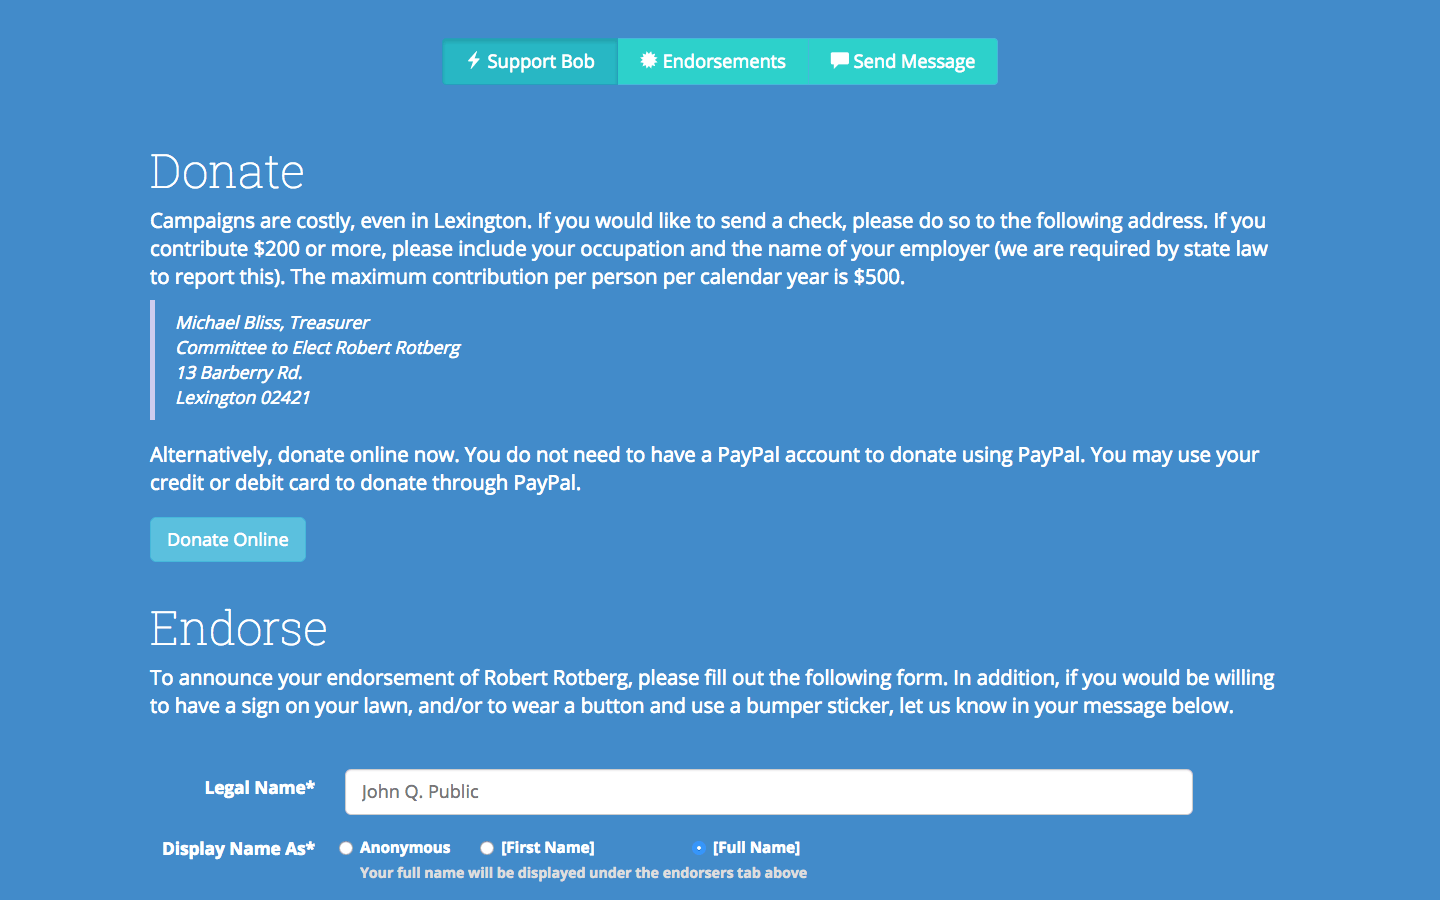 Support Bob
Endorsements
Send Message
Donate
Campaigns are costly, even in Lexington. If you would like to send a check, please do so to the following address. If you
contribute $200 or more, please include your occupation and the name of your employer (we are required by state law
to report this). The maximum contribution per person per calendar year is $500.
Michael Bliss, Treasurer
Committee to Elect Robert Rotberg
13 Barberry Rd.
Lexington 02421
Alternatively, donate online now. You do not need to have a PayPal account to donate using PayPal. You may use your
credit or debit card to donate through PayPal.
Donate Online
Endorse
To announce your endorsement of Robert Rotberg, please fill out the following form. In addition, if you would be willing
to have a sign on your lawn, and/or to wear a button and use a bumper sticker, let us know in your message below.
Legal Name*
John Q. Public
Display Name As*
Anonymous
[First Name]
[Full Name]
Your full name will be displayed under the endorsers tab above